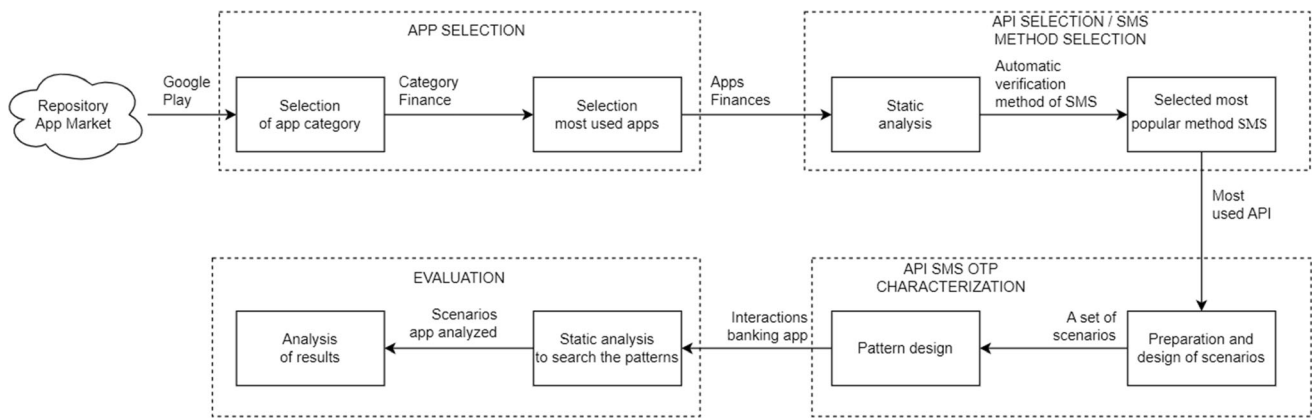 APP SELECTION
API SELECTION / SMS
METHOD SELECTION
Repository
App Market
Google
Play
Selection
of app category
Category
Finance
Selection
most used apps
Apps
Finances
Static
analysis
Automatic
verification
method of SMS
Selected most
popular method SMS
Most
used API
EVALUATION
API SMS OTP
CHARACTERIZATION
Analysis
of results
Scenarios
app analyzed
Static analysis
to search the patterns
Interactions
banking app
Pattern design
A set of
scenarios
Preparation and
design of scenarios